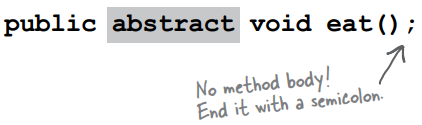 public abstract void eat();
No method body!
End it with a semicolon.